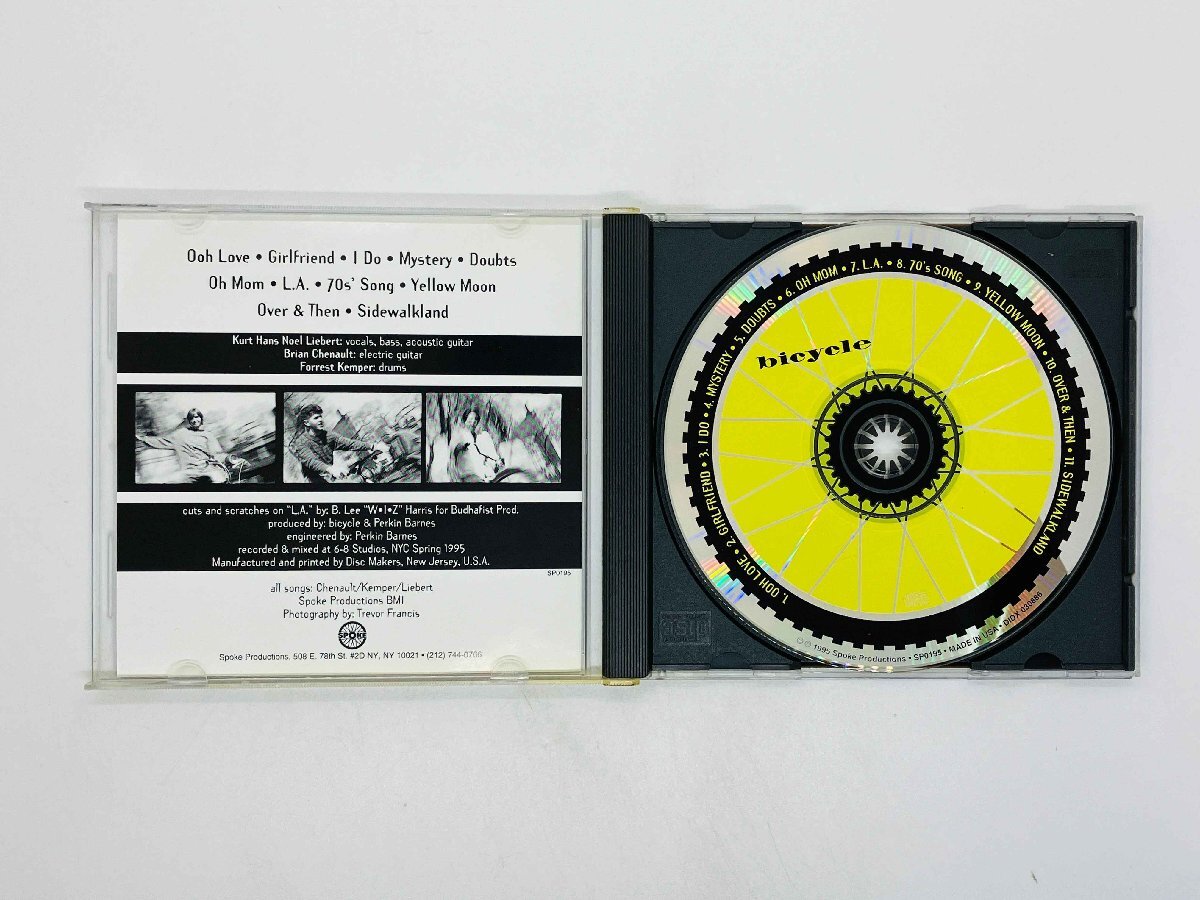 Ooh Love • Girlfriend • I Do • Mystery • Doubts
Oh Mom • L.A. • 70s' Song • Yellow Moon
Over & Then • Sidewalkland
Kurt Hans Noel Liebert: vocals, bass, acoustic guitar
Brian Chenault: electric guitar
Forrest Kemper: drums
cuts and scratches on "L.A." by: B. Lee "W•I•Z" Harris for Budhafist Prod.
produced by: bicycle & Perkin Barnes
engineered by: Perkin Barnes
recorded & mixed at 6-8 Studios, NYC Spring 1995
Manufactured and printed by Disc Makers, New Jersey, U.S.A.
SP0195
all songs: Chenault/Kemper/Liebert
Spoke Productions BMI
Photography by: Trevor Francis
SPOKE
Spoke Productions, 508 E. 78th St. #2D NY, NY 10021 • (212) 744-0706
bicycle
1. OOH LOVE • 2. GIRLFRIEND • 3. I DO • 4. MYSTERY • 5. DOUBTS • 6. OH MOM • 7. L.A. • 8. 70's SONG • 9. YELLOW MOON • 10. OVER & THEN • 11. SIDEWALKLAND
© ℗ 1995 Spoke Productions • SP0195 • MADE IN USA • DIDX 030886